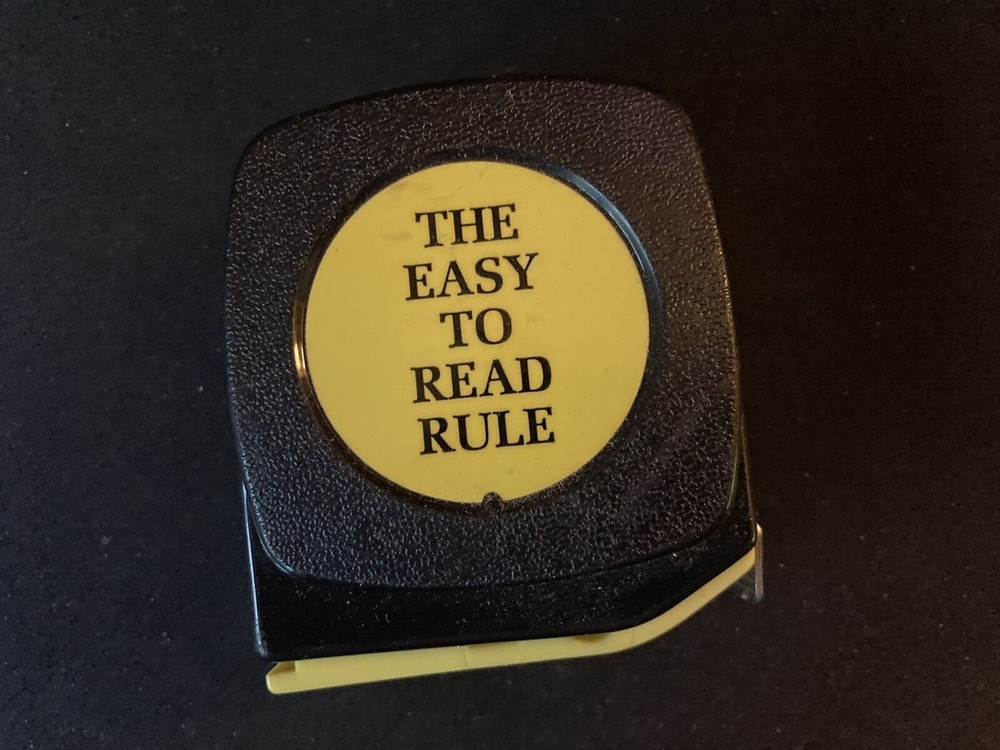 THE
EASY
TO
READ
RULE